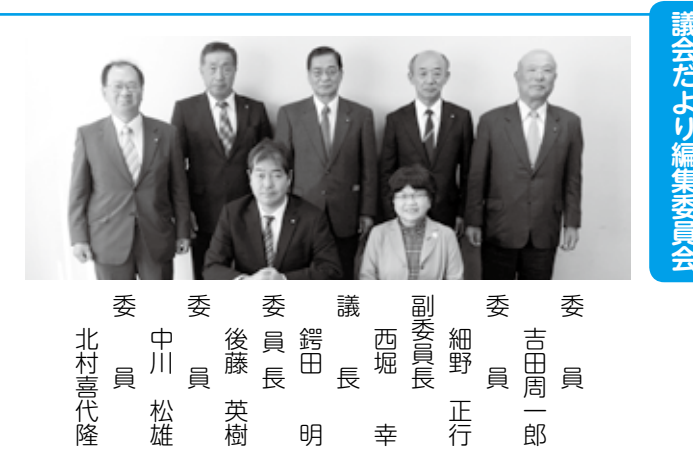 議会だより編集委員会
委員
吉田周一郎
委員
細野 正行
副委員長
西堀 幸
議長
鍔田 明
委員長
後藤 英樹
委員
中川 松雄
委員
北村喜代隆